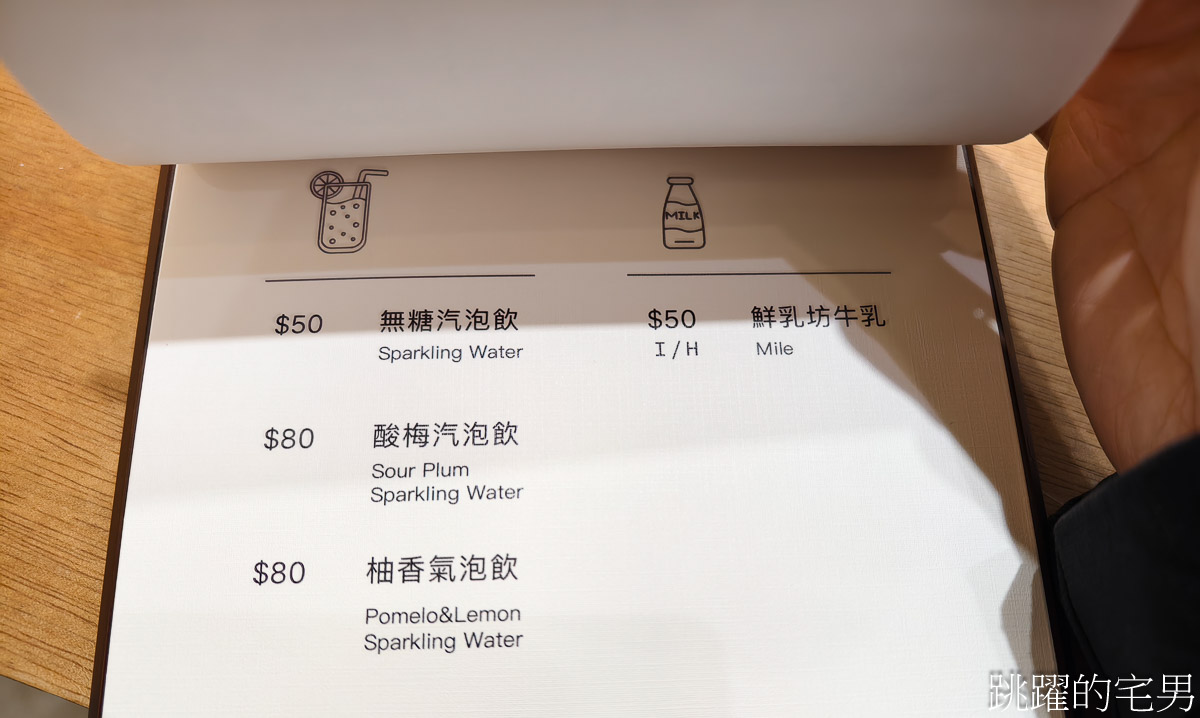 MILK
$50 無糖汽泡飲
Sparkling Water
$80 酸梅汽泡飲
Sour Plum
Sparkling Water
$80 柚香氣泡飲
Pomelo&Lemon
Sparkling Water
$50 鮮乳坊牛乳
I/H Mile
跳躍的宅男